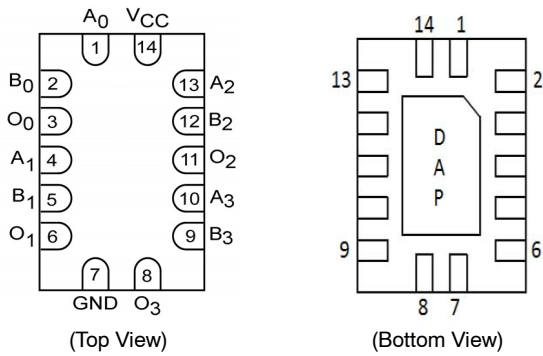 A0 VCC
1 14
B0 2 13 A2
O0 3 12 B2
A1 4 11 O2
B1 5 10 A3
O1 6 9 B3
7 8
GND O3
(Top View)
14 1
13 2
D
A
P
9 6
8 7
(Bottom View)